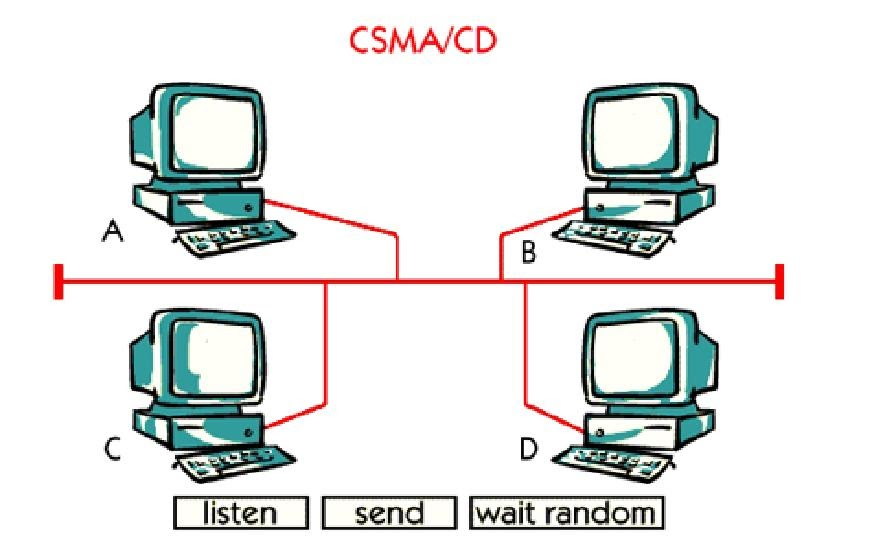 CSMA/CD
A
B
C
D
listen
send
wait random